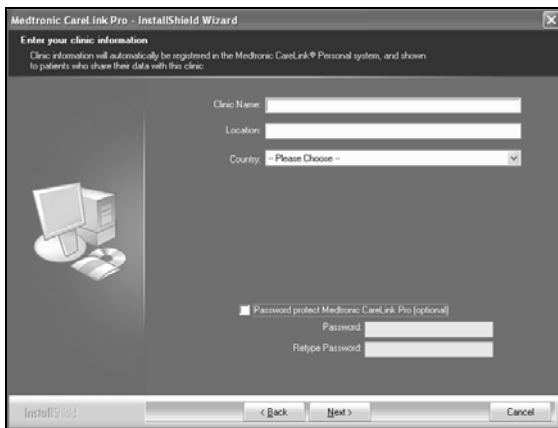 Medtronic CareLink Pro - InstallShield Wizard
Enter your clinic information
Clinic information will automatically be registered in the Medtronic CareLink® Personal system, and shown
to patients who share their data with this clinic
Clinic Name:
Location:
Country: -- Please Choose --
Password protect Medtronic CareLink Pro (optional)
Password:
Retype Password:
InstallShield
< Back
Next >
Cancel